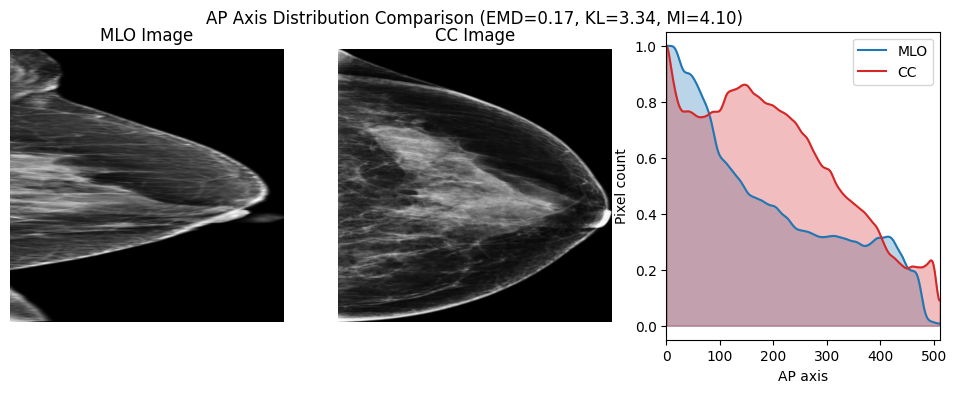 AP Axis Distribution Comparison (EMD=0.17, KL=3.34, MI=4.10)
MLO Image
CC Image
MLO
CC
Pixel count
1.0
0.8
0.6
0.4
0.2
0.0
0 100 200 300 400 500
AP axis